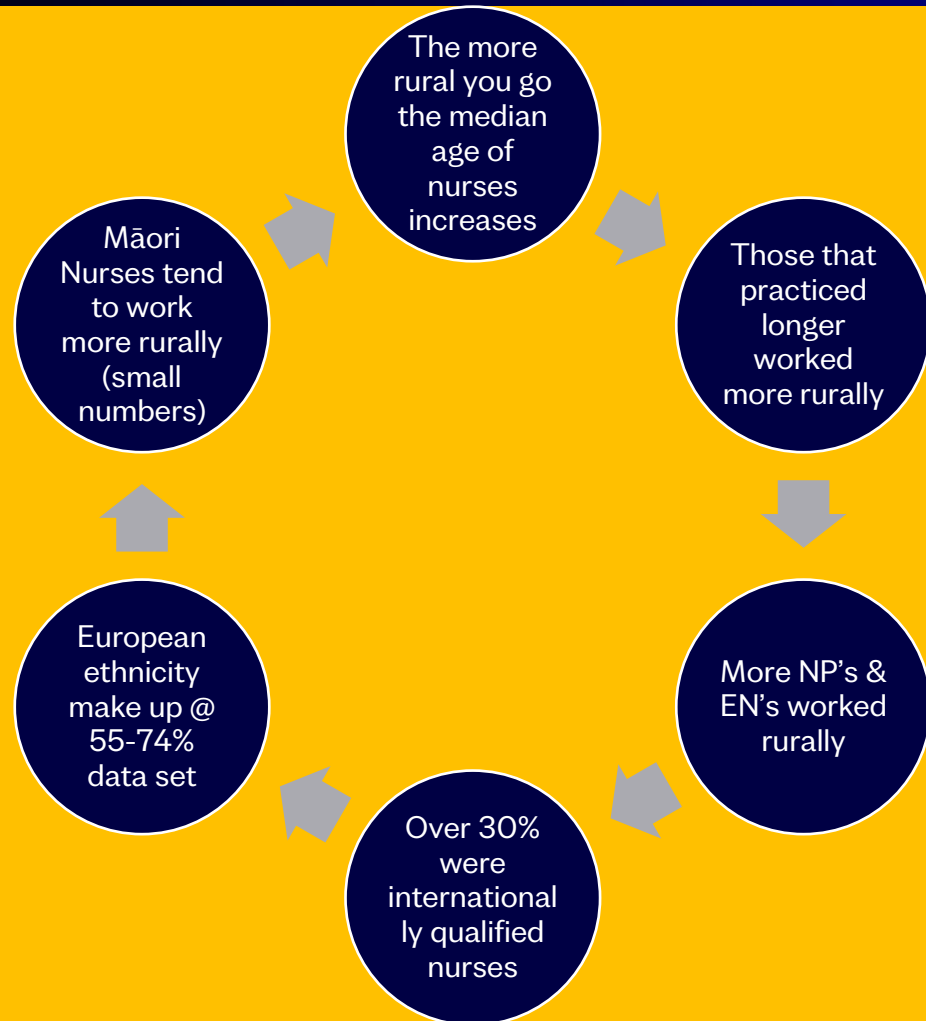 The more
rural you go
the median
age of
nurses
increases
Those that
practiced
longer
worked
more rurally
More NP’s &
EN’s worked
rurally
Over 30%
were
international
ly qualified
nurses
European
ethnicity
make up @
55-74%
data set
Māori
Nurses tend
to work
more rurally
(small
numbers)